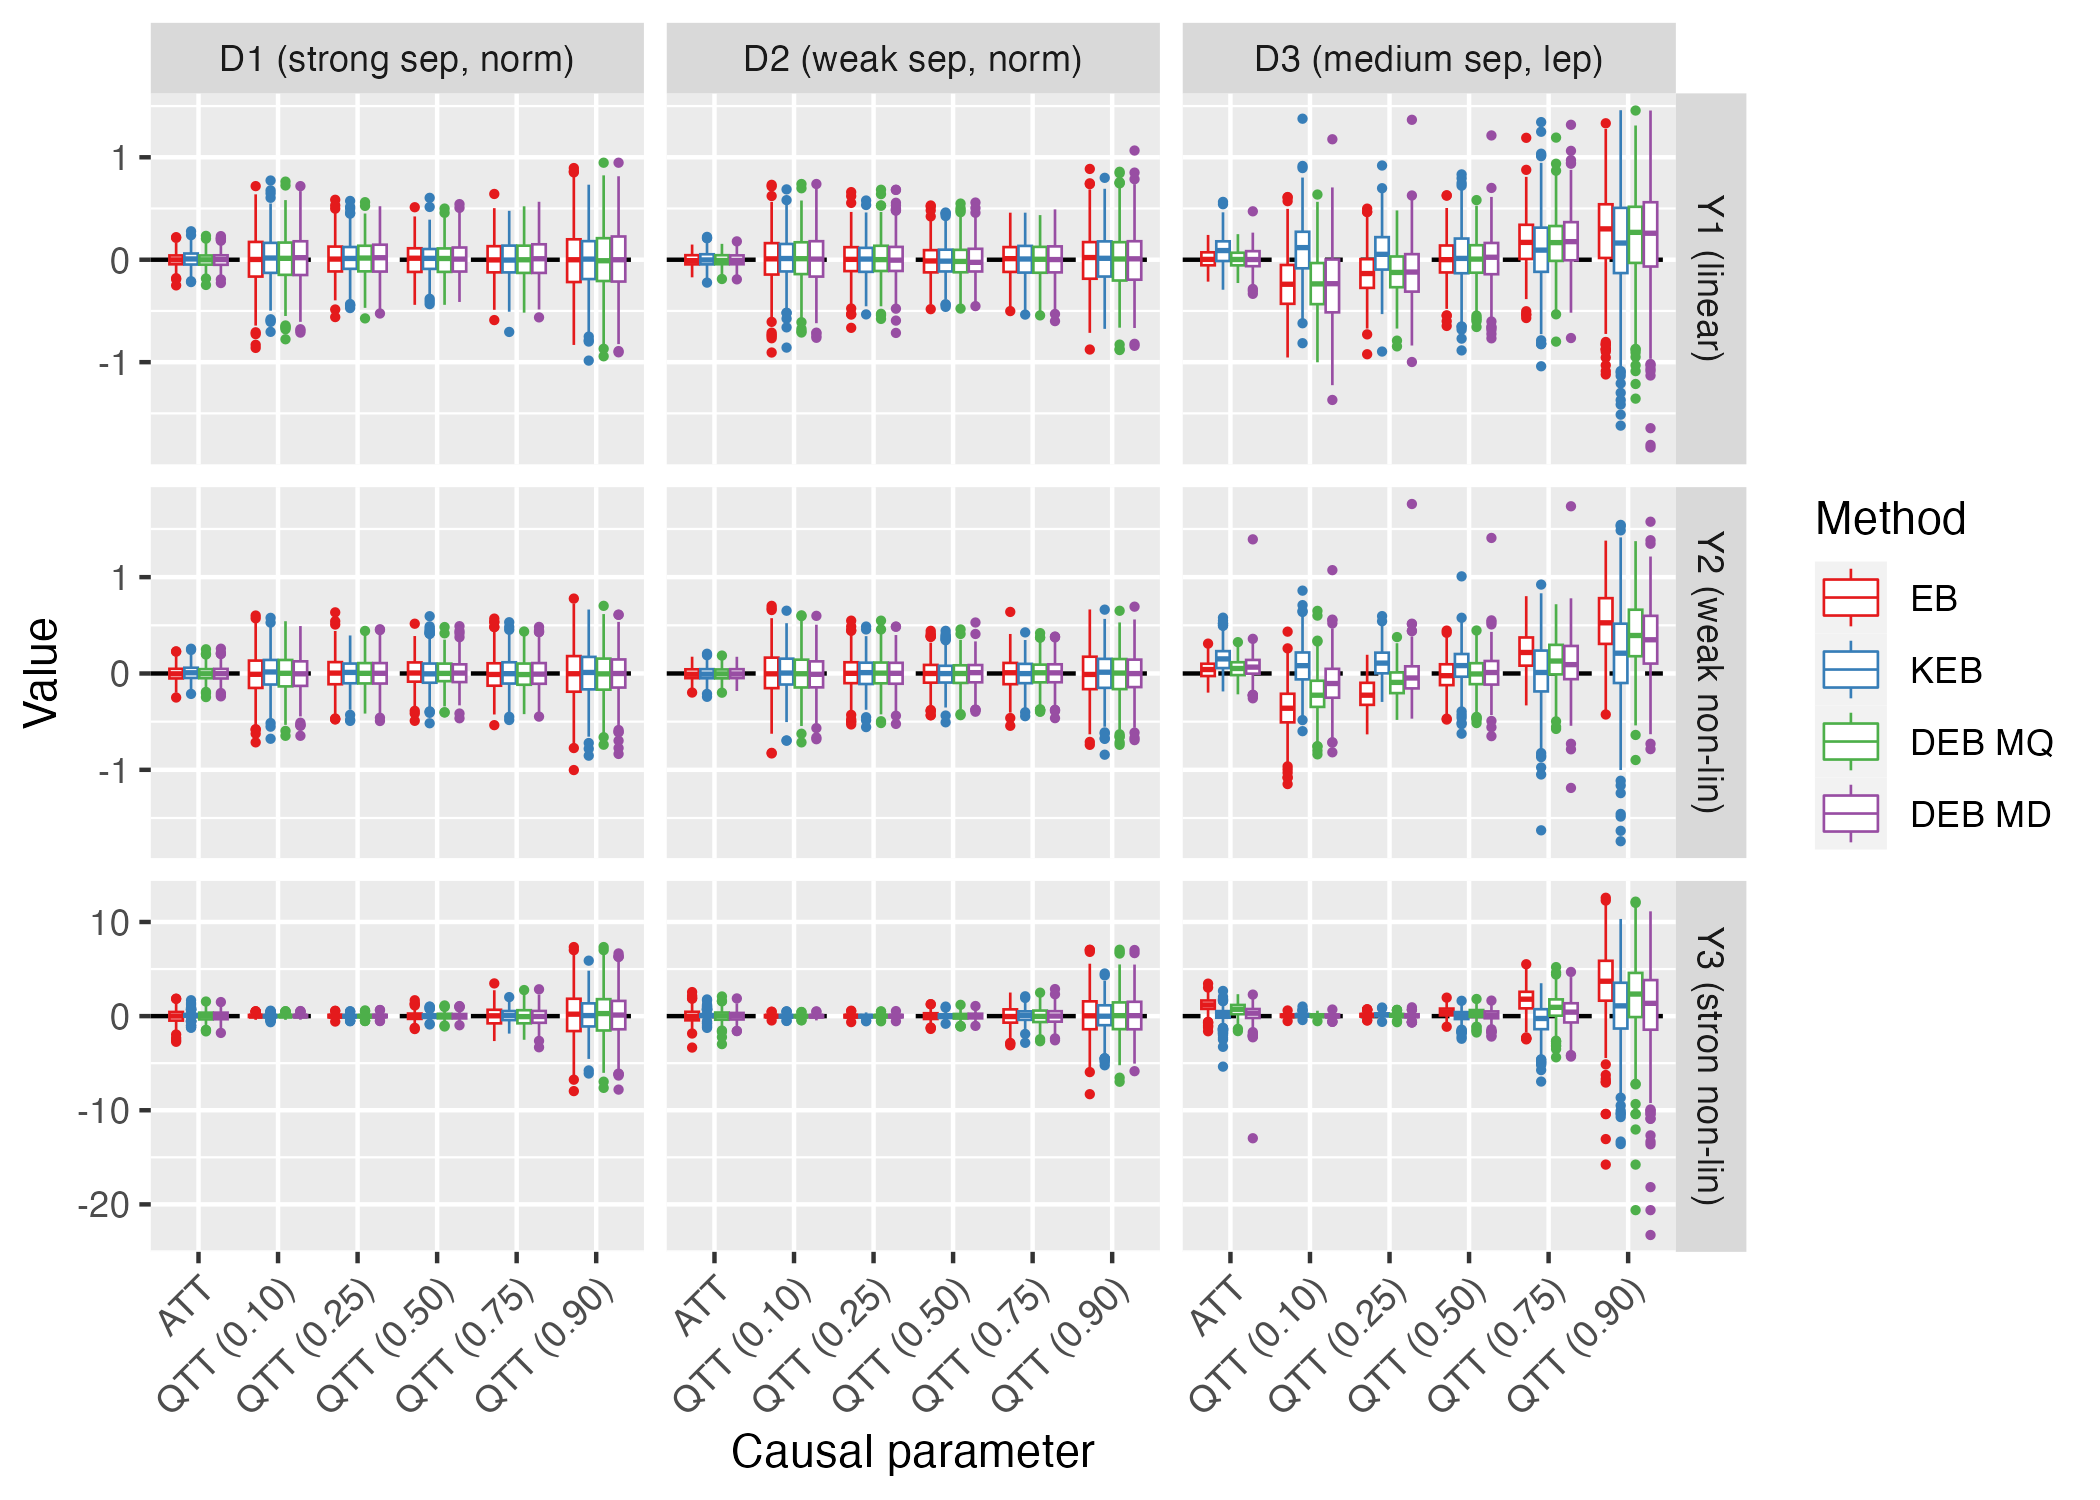 D1 (strong sep, norm)
D2 (weak sep, norm)
D3 (medium sep, lep)
1
0
-1
Y1 (linear)
1
0
-1
Y2 (weak non-lin)
10
0
-10
-20
Y3 (stron non-lin)
Value
ATT
QTT (0.10)
QTT (0.25)
QTT (0.50)
QTT (0.75)
QTT (0.90)
ATT
QTT (0.10)
QTT (0.25)
QTT (0.50)
QTT (0.75)
QTT (0.90)
ATT
QTT (0.10)
QTT (0.25)
QTT (0.50)
QTT (0.75)
QTT (0.90)
Causal parameter
Method
EB
KEB
DEB MQ
DEB MD